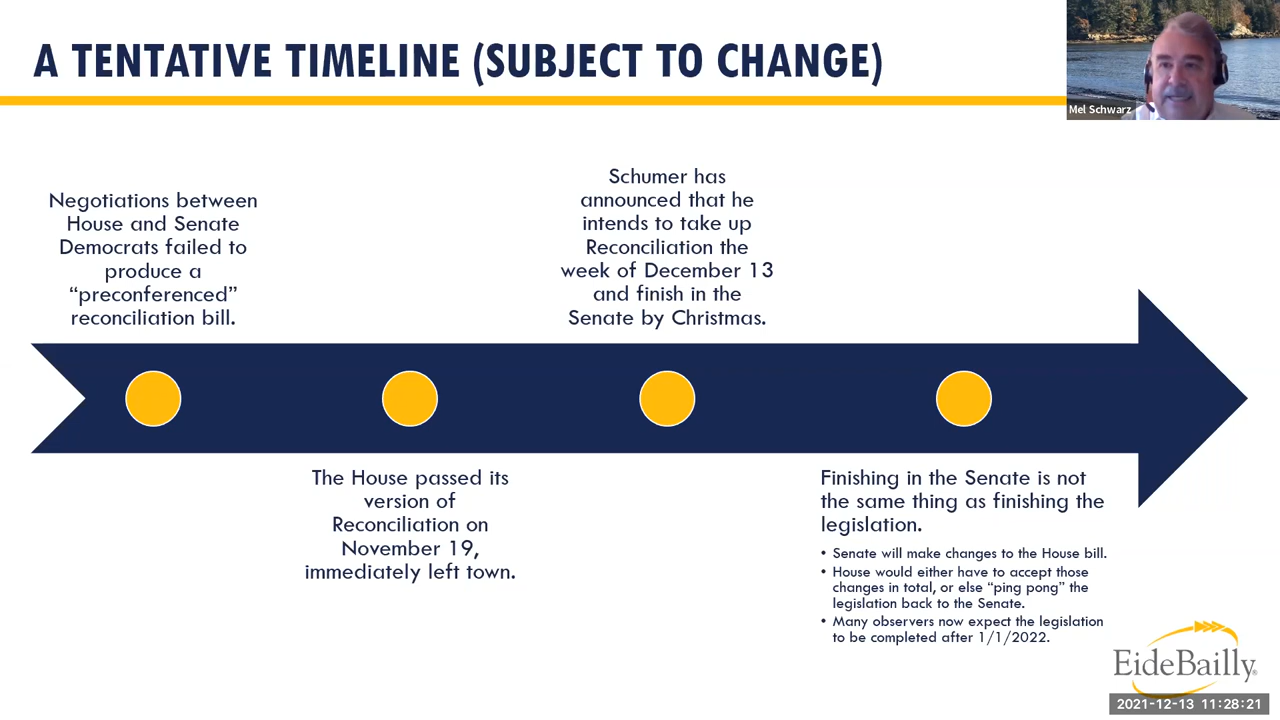 A TENTATIVE TIMELINE (SUBJECT TO CHANGE)
Mel Schwarz
Negotiations between
House and Senate
Democrats failed to
produce a
“preconferenced”
reconciliation bill.
The House passed its
version of
Reconciliation on
November 19,
immediately left town.
Schumer has
announced that he
intends to take up
Reconciliation the
week of December 13
and finish in the
Senate by Christmas.
Finishing in the Senate is not
the same thing as finishing the
legislation.
• Senate will make changes to the House bill.
• House would either have to accept those
changes in total, or else “ping pong” the
legislation back to the Senate.
• Many observers now expect the legislation
to be completed after 1/1/2022.
EideBailly®
2021-12-13 11:28:21